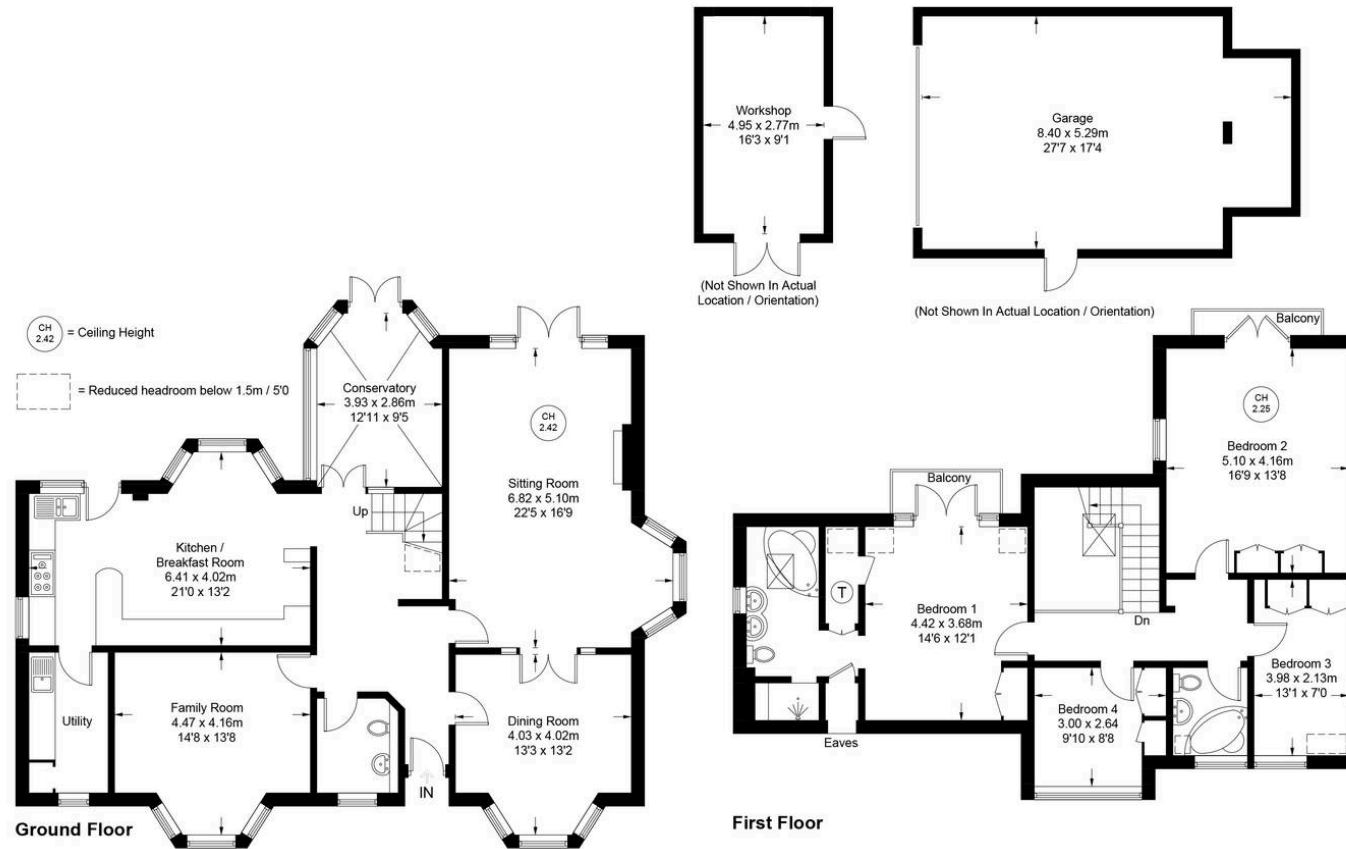 Workshop
4.95 x 2.77m
16'3 x 9'1
(Not Shown In Actual
Location / Orientation)
Garage
8.40 x 5.29m
27'7 x 17'4
(Not Shown In Actual Location / Orientation)
CH
2.42
= Ceiling Height
= Reduced headroom below 1.5m / 5'0
Conservatory
3.93 x 2.86m
12'11 x 9'5
CH
2.42
Sitting Room
6.82 x 5.10m
22'5 x 16'9
Up
Kitchen /
Breakfast Room
6.41 x 4.02m
21'0 x 13'2
Utility
Family Room
4.47 x 4.16m
14'8 x 13'8
Dining Room
4.03 x 4.02m
13'3 x 13'2
IN
Ground Floor
Balcony
CH
2.25
Bedroom 2
5.10 x 4.16m
16'9 x 13'8
Balcony
T
Bedroom 1
4.42 x 3.68m
14'6 x 12'1
Dn
Bedroom 3
3.98 x 2.13m
13'1 x 7'0
Bedroom 4
3.00 x 2.64
9'10 x 8'8
Eaves
First Floor